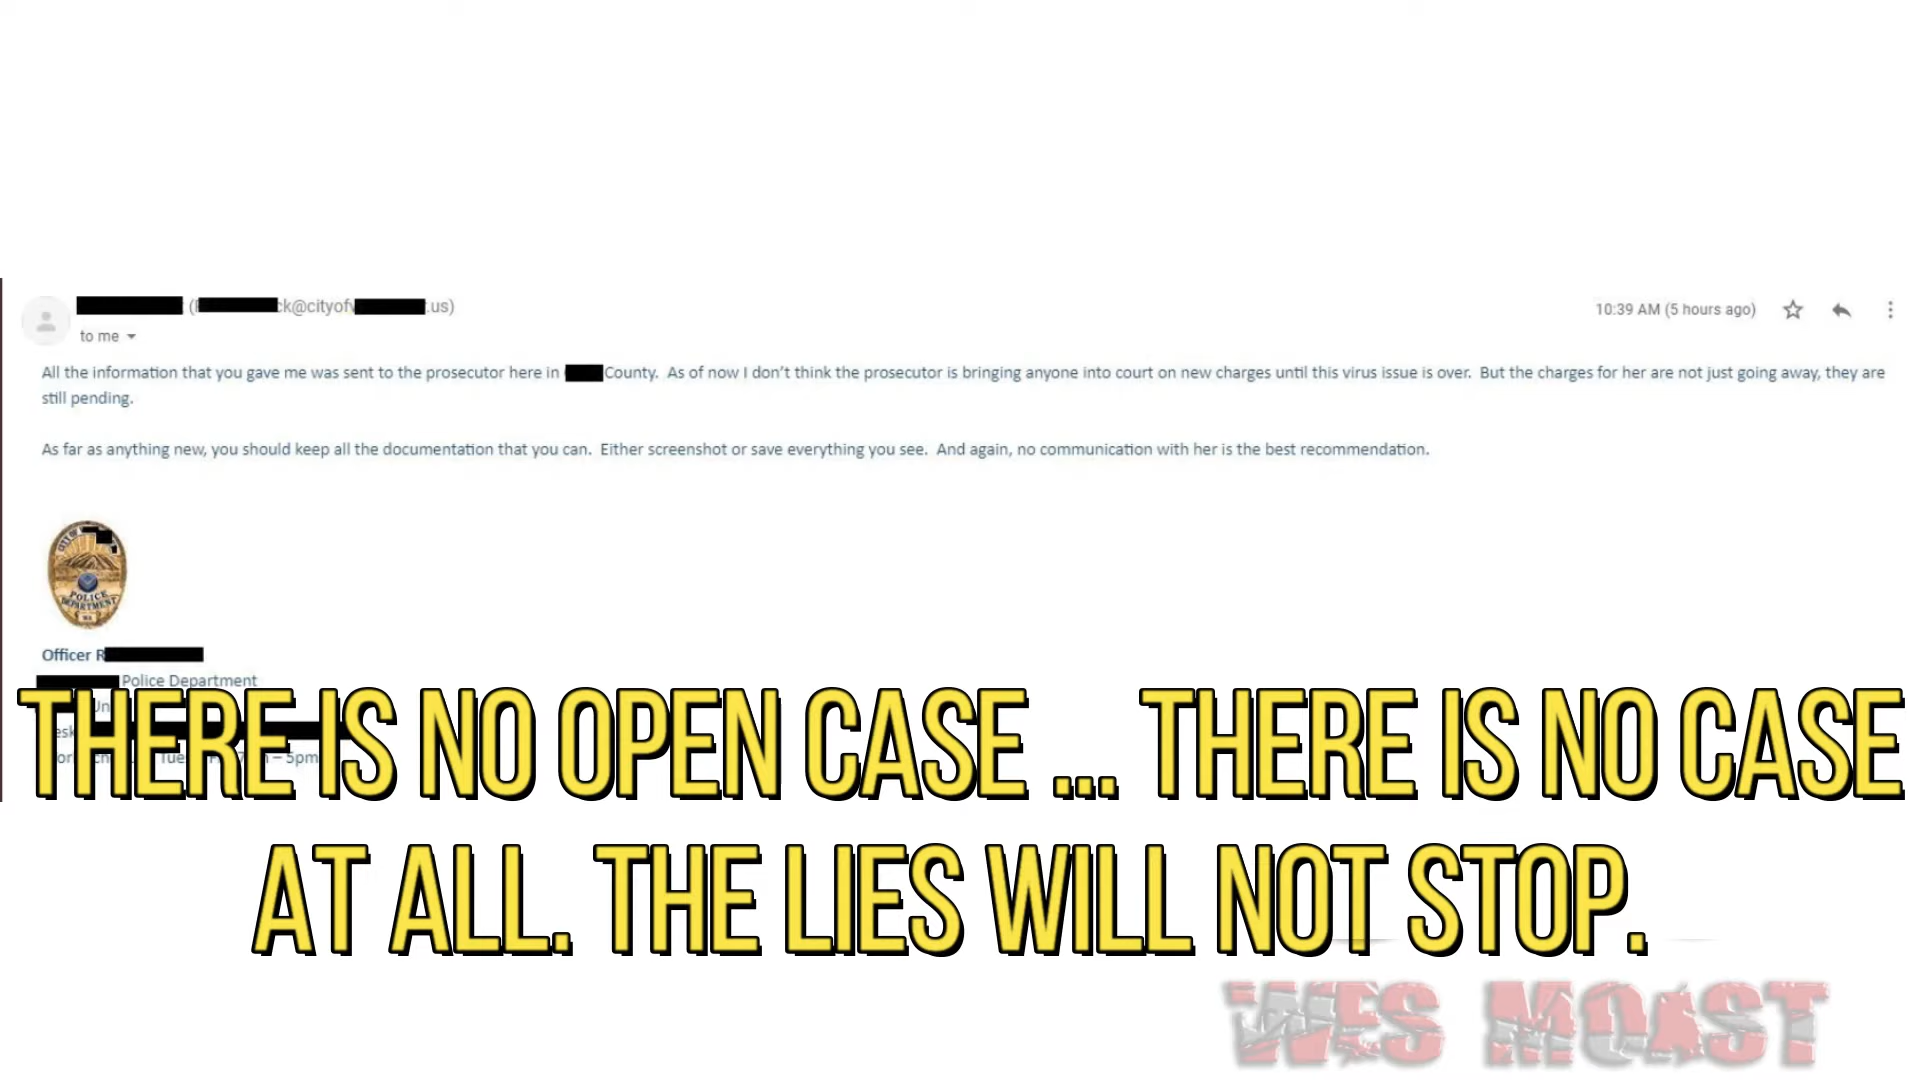 (
ck@cityof
.us)
10:39 AM (5 hours ago)
to me
All the information that you gave me was sent to the prosecutor here in County. As of now I don't think the prosecutor is bringing anyone into court on new charges until this virus issue is over. But the charges for her are not just going away, they are
still pending.
As far as anything new, you should keep all the documentation that you can. Either screenshot or save everything you see. And again, no communication with her is the best recommendation.
POLICE
DEPARTMENT
Officer R
Police Department
– 5pm
THERE IS NO OPEN CASE ... THERE IS NO CASE
AT ALL. THE LIES WILL NOT STOP.
WES MOAST